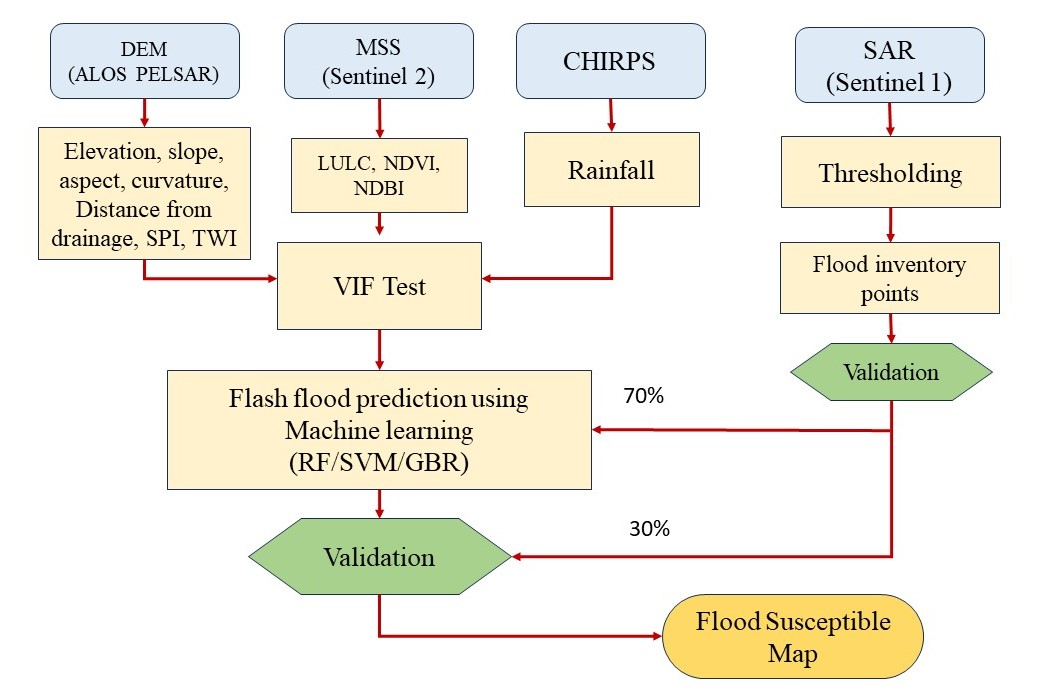 DEM
(ALOS PELSAR)
MSS
(Sentinel 2)
CHIRPS
SAR
(Sentinel 1)
Elevation, slope,
aspect, curvature,
Distance from
drainage, SPI, TWI
LULC, NDVI,
NDBI
Rainfall
Thresholding
VIF Test
Flood inventory
points
Validation
Flash flood prediction using
Machine learning
(RF/SVM/GBR)
70%
Validation
30%
Flood Susceptible
Map